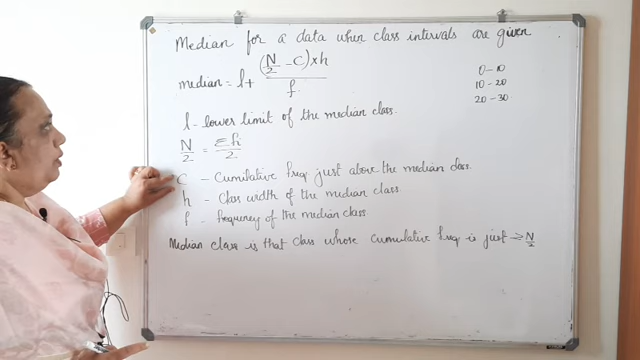 Median for a data when class intervals are given
median = l + (N/2 - C) x h / f
0-10
10-20
20-30
l - lower limit of the median class.
N/2 = Σfi/2
C - Cumulative freq just above the median class.
h - Class width of the median class.
f - frequency of the median class
Median class is that class whose cumulative freq is just > N/2